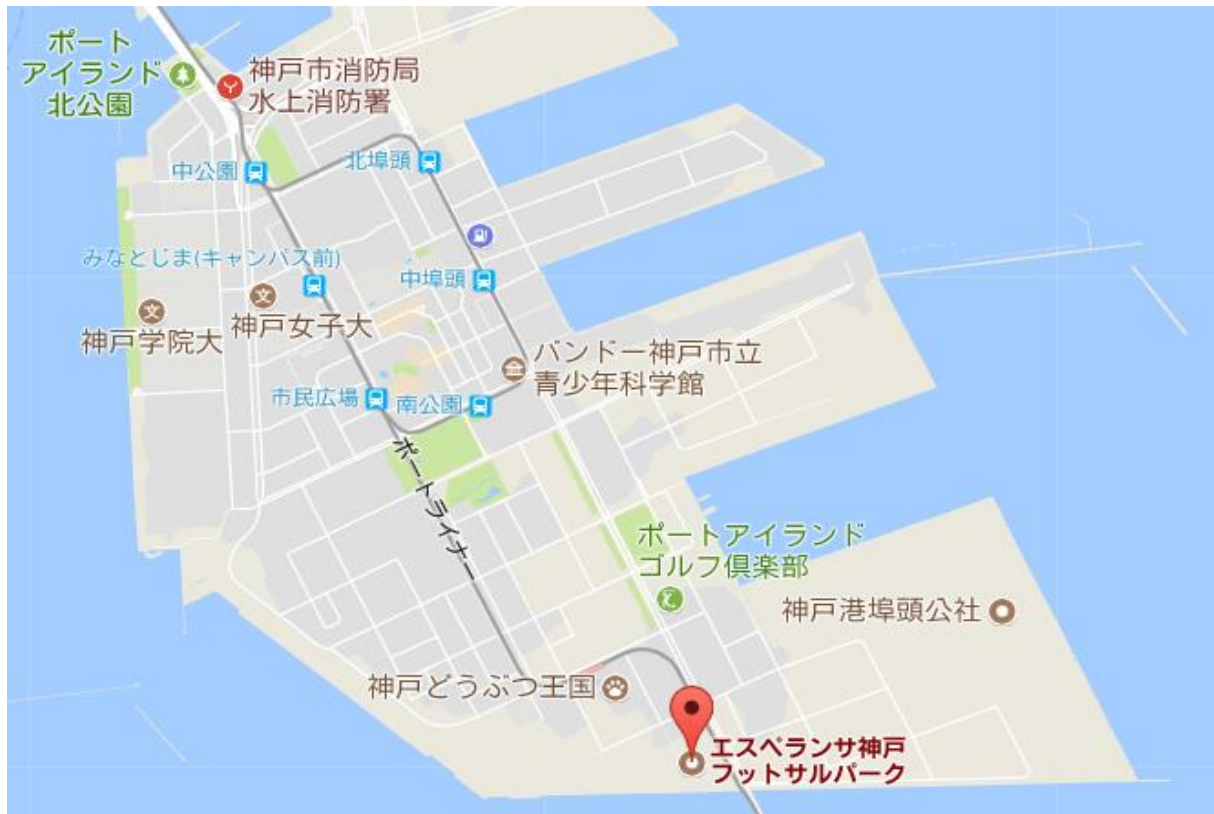 ポート
アイランド
北公園
神戸市消防局
水上消防署
中公園
北埠頭
みなとじま(キャンパス前)
中埠頭
神戸学院大
神戸女子大
バンドー神戸市立
青少年科学館
市民広場
南公園
ポートライナー
ポートアイランド
ゴルフ倶楽部
神戸港埠頭公社
神戸どうぶつ王国
エスペランサ神戸
フットサルパーク